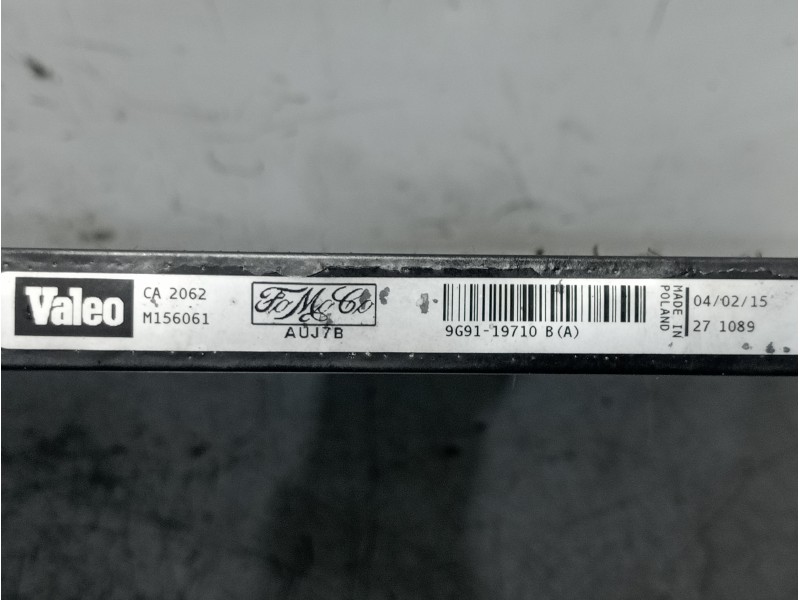 Valeo
CA 2062
M156061
FoMoCo
AUJ7B
9G91-19710 B(A)
MADE IN
POLAND
04/02/15
27 1089